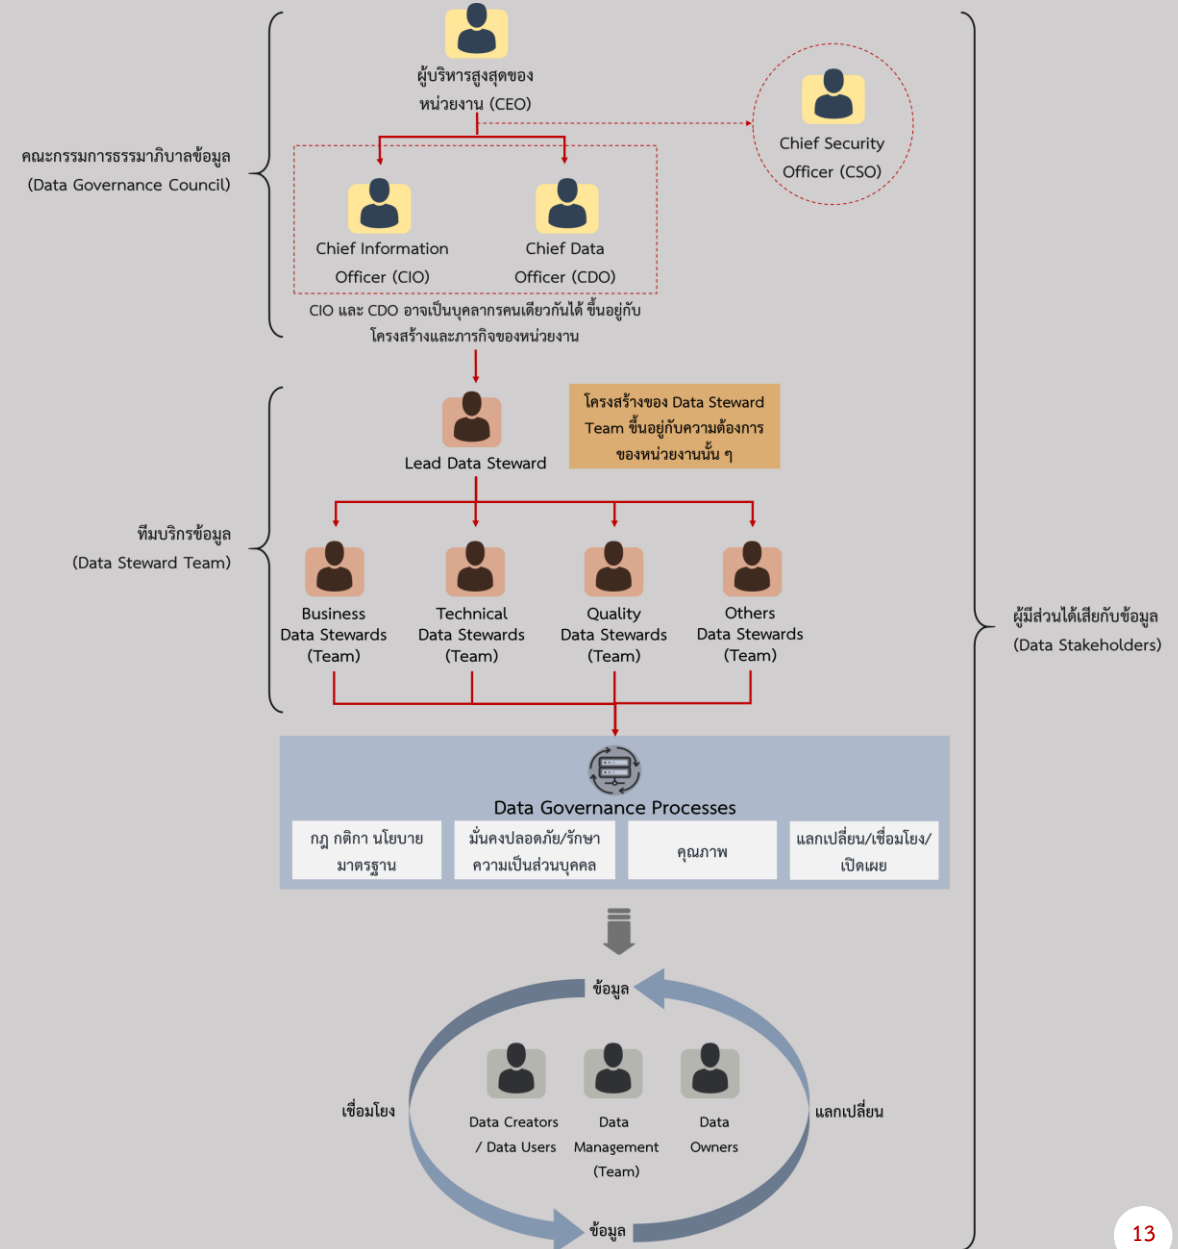 ผู้บริหารสูงสุดของ
หน่วยงาน (CEO)
Chief Security
Officer (CSO)
คณะกรรมการธรรมาภิบาลข้อมูล
(Data Governance Council)
Chief Information
Officer (CIO)
Chief Data
Officer (CDO)
CIO และ CDO อาจเป็นบุคลากรคนเดียวกันได้ ขึ้นอยู่กับ
โครงสร้างและภารกิจของหน่วยงาน
โครงสร้างของ Data Steward
Team ขึ้นอยู่กับความต้องการ
ของหน่วยงานนั้น ๆ
Lead Data Steward
ทีมบริกรข้อมูล
(Data Steward Team)
Business
Data Stewards
(Team)
Technical
Data Stewards
(Team)
Quality
Data Stewards
(Team)
Others
Data Stewards
(Team)
ผู้มีส่วนได้เสียกับข้อมูล
(Data Stakeholders)
Data Governance Processes
กฎ กติกา นโยบาย
มาตรฐาน
มั่นคงปลอดภัย/รักษา
ความเป็นส่วนบุคคล
คุณภาพ
แลกเปลี่ยน/เชื่อมโยง/
เปิดเผย
ข้อมูล
เชื่อมโยง
Data Creators
/ Data Users
Data
Management
(Team)
Data
Owners
แลกเปลี่ยน
ข้อมูล
13